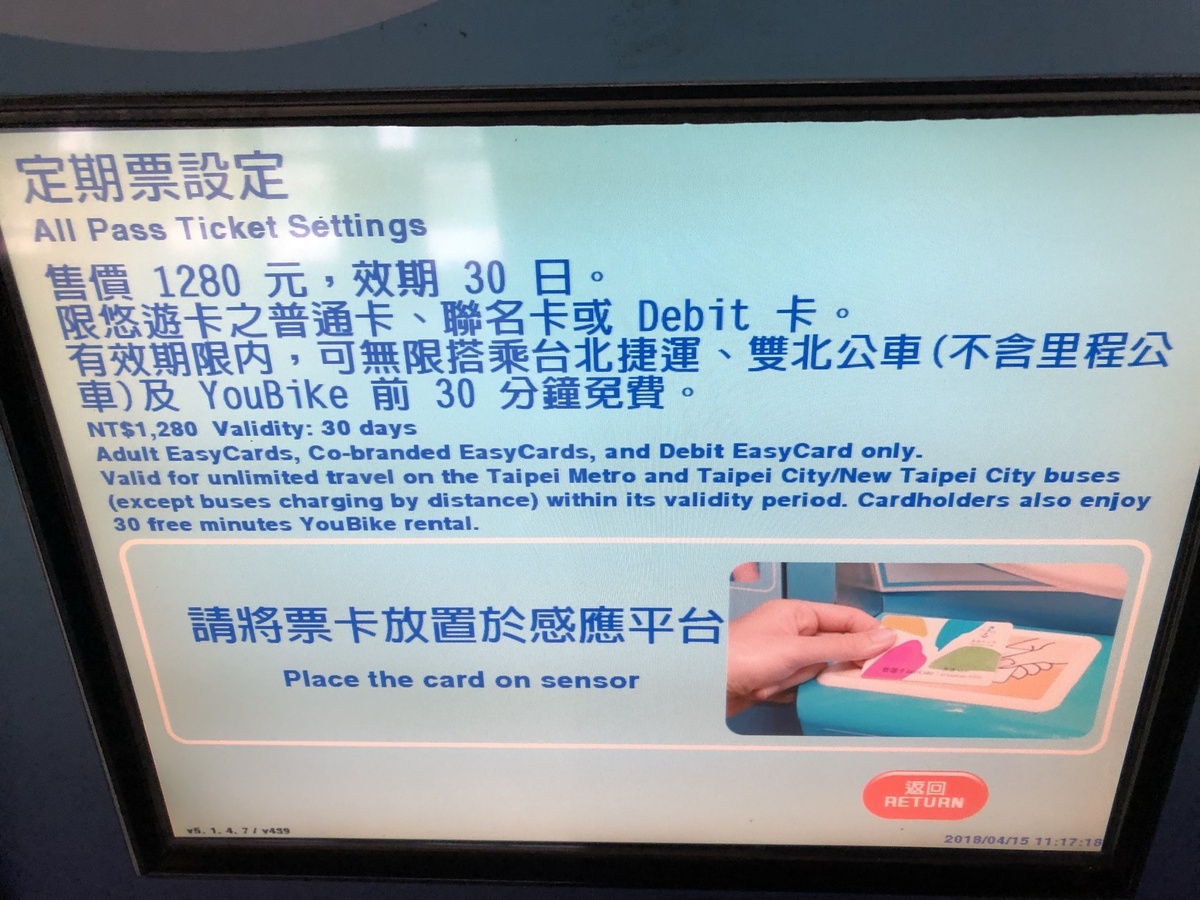 定期票設定
All Pass Ticket Settings
售價 1280 元，效期 30 日。
限悠遊卡之普通卡、聯名卡或 Debit 卡。
有效期限內，可無限搭乘台北捷運、雙北公車(不含里程公
車)及 YouBike 前 30 分鐘免費。
NT$1,280 Validity: 30 days
Adult EasyCards, Co-branded EasyCards, and Debit EasyCard only.
Valid for unlimited travel on the Taipei Metro and Taipei City/New Taipei City buses
(except buses charging by distance) within its validity period. Cardholders also enjoy
30 free minutes YouBike rental.
請將票卡放置於感應平台
Place the card on sensor
返回
RETURN
v5. 1. 4. 7 / v439
2018/04/15 11:17:18